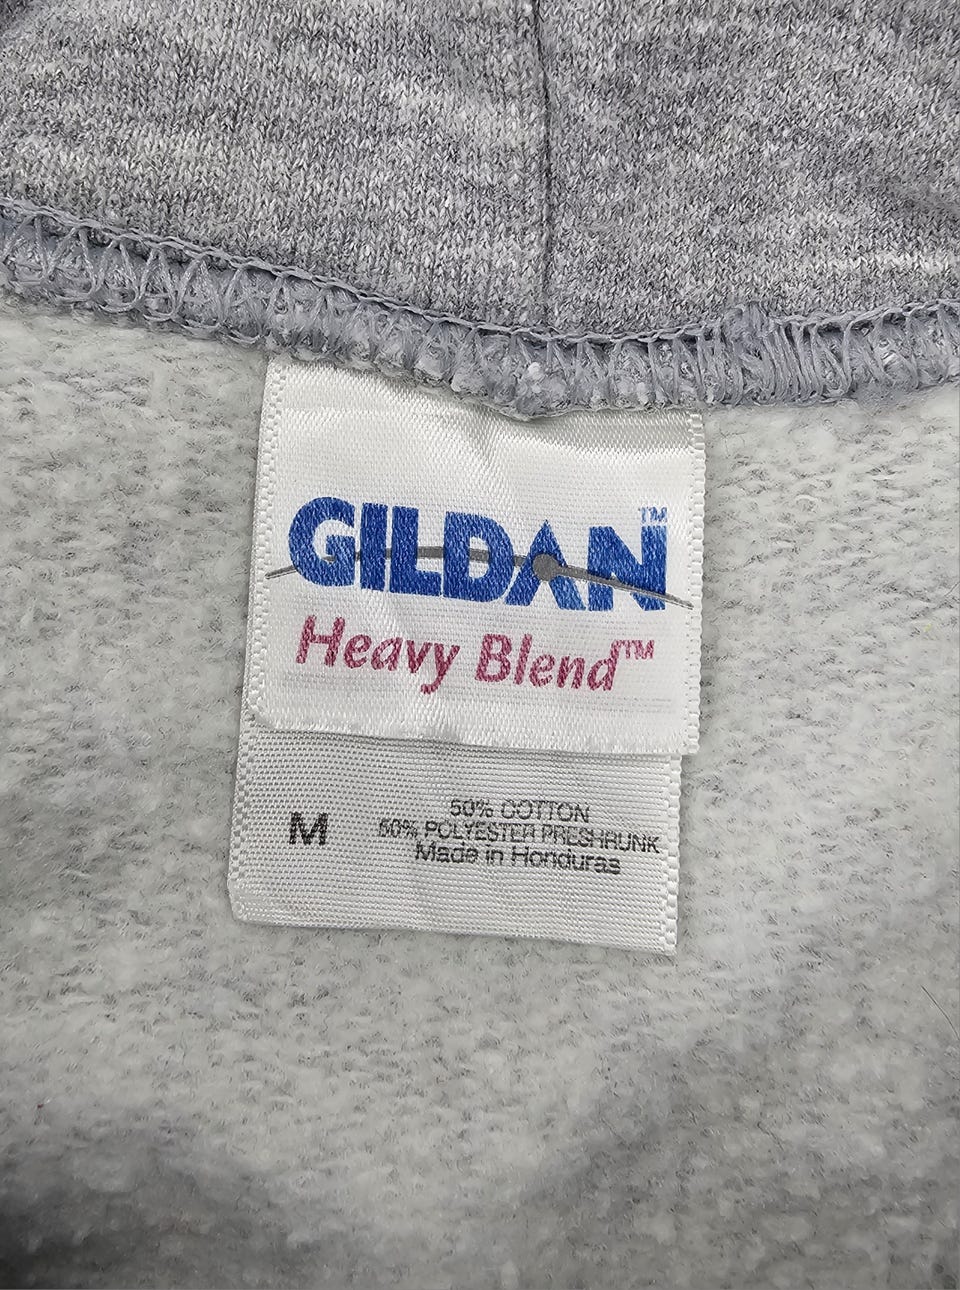 GILDAN™
Heavy Blend™
M
50% COTTON
50% POLYESTER PRESHRUNK
Made in Honduras